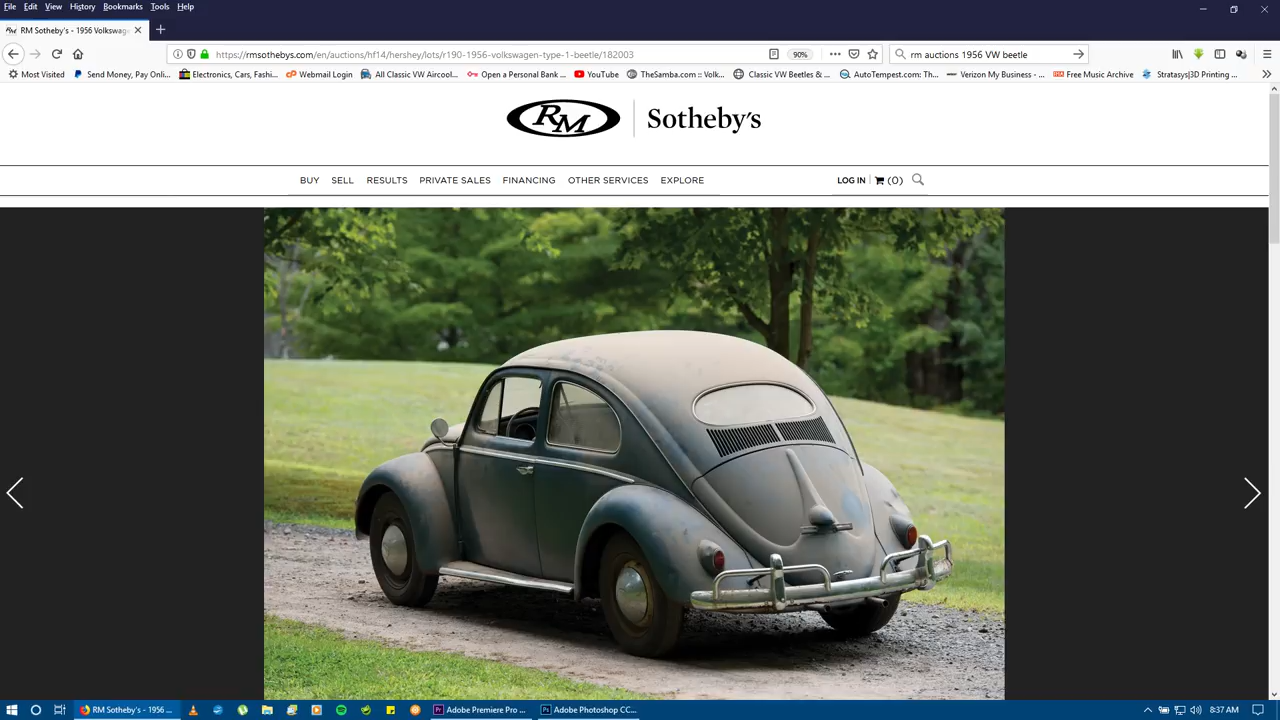 File Edit View History Bookmarks Tools Help
RM Sotheby's - 1956 Volkswag
https://rmsothebys.com/en/auctions/hf14/hershey/lots/r190-1956-volkswagen-type-1-beetle/182003
90%
rm auctions 1956 VW beetle
Most Visited
Send Money, Pay Onli...
Electronics, Cars, Fashi...
Webmail Login
All Classic VW Aircool...
Open a Personal Bank ...
YouTube
TheSamba.com :: Volk...
Classic VW Beetles & ...
AutoTempest.com: Th...
Verizon My Business - ...
Free Music Archive
Stratasys|3D Printing ...
RM Sotheby's
BUY SELL RESULTS PRIVATE SALES FINANCING OTHER SERVICES EXPLORE LOG IN (0)
RM Sotheby's - 1956 ...
Adobe Premiere Pro ...
Adobe Photoshop CC...
8:37 AM